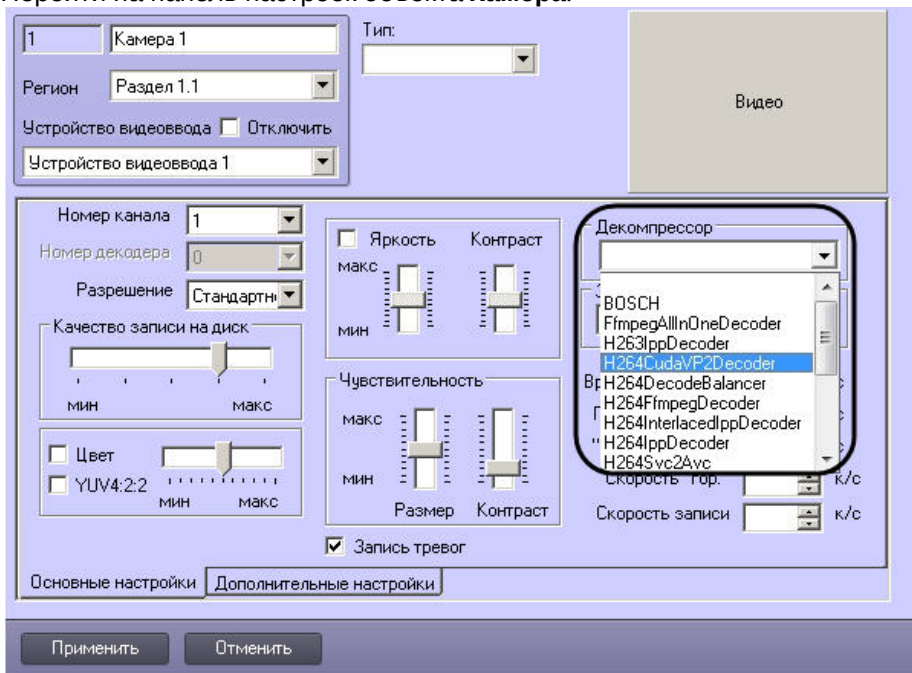 Перейти на панель настроек объекта Камера.
1
Камера 1
Тип:
Регион
Раздел 1.1
Устройство видеоввода
Отключить
Устройство видеоввода 1
Видео
Номер канала
1
Номер декодера
0
Разрешение
Стандартн
Качество записи на диск
мин
макс
Цвет
YUV4:2:2
мин
макс
Яркость
Контраст
макс
мин
Чувствительность
макс
мин
Размер
Контраст
Запись тревог
Декомпрессор
BOSCH
FfmpegAllInOneDecoder
H263IppDecoder
H264CudaVP2Decoder
H264DecodeBalancer
H264FfmpegDecoder
H264InterlacedIppDecoder
H264IppDecoder
H264Svc2Avc
Скорость "Гор."
к/с
Скорость записи
к/с
Основные настройки
Дополнительные настройки
Применить
Отменить